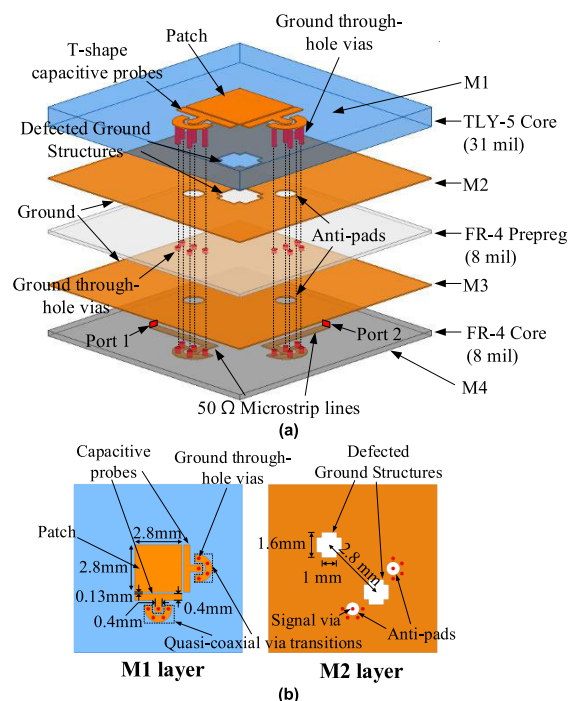 Ground through-
hole vias
Patch
T-shape
capacitive probes
M1
TLY-5 Core
(31 mil)
Defected Ground
Structures
M2
Ground
FR-4 Prepreg
(8 mil)
Anti-pads
Ground through-
hole vias
M3
Port 1
Port 2
FR-4 Core
(8 mil)
M4
50 Ω Microstrip lines
(a)
Capacitive
probes
Ground through-
hole vias
Patch
2.8mm
2.8mm
0.13mm
0.4mm
0.4mm
Quasi-coaxial via transitions
M1 layer
Defected
Ground Structures
1.6mm
2.8 mm
1 mm
Signal via
Anti-pads
M2 layer
(b)